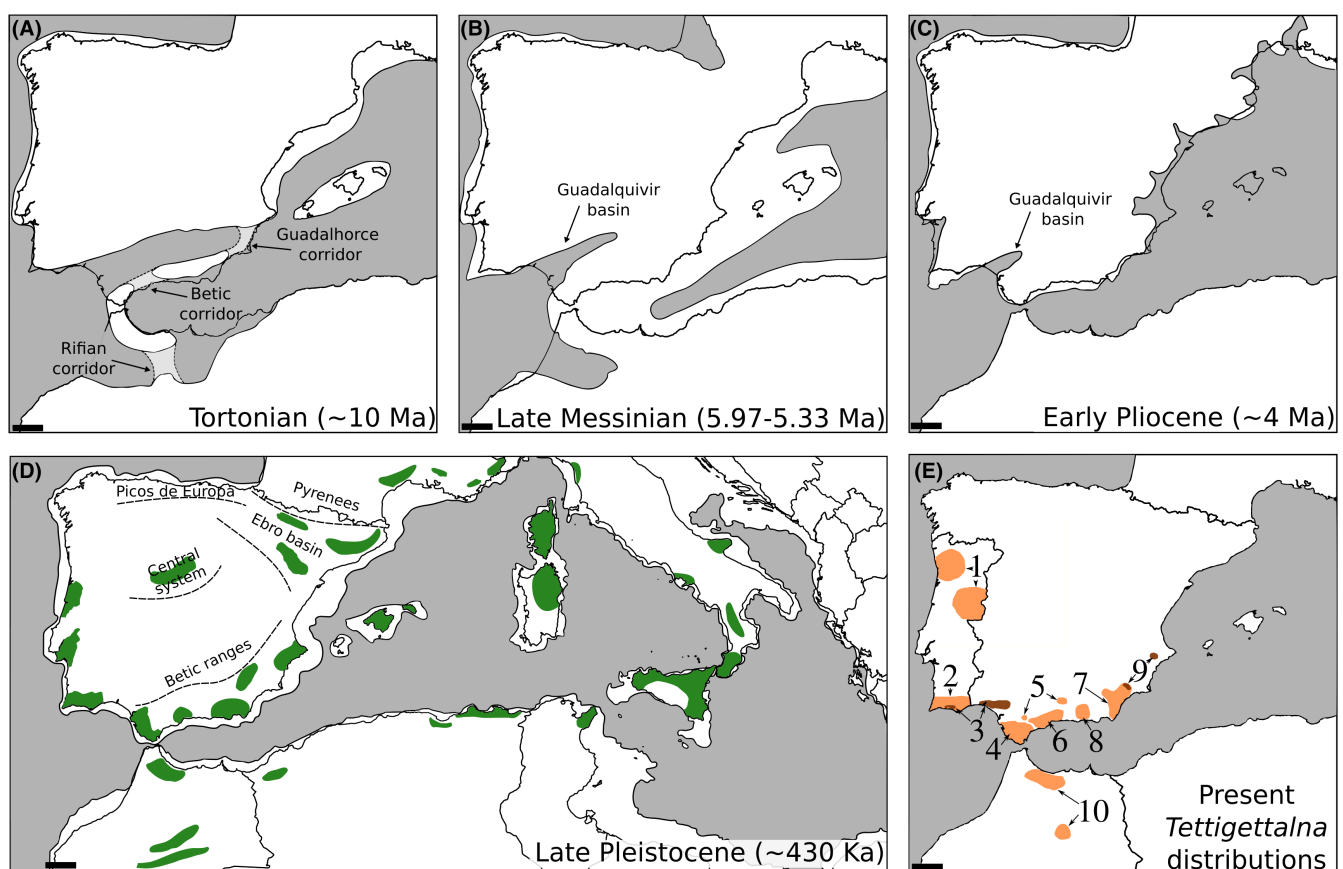 (A)
Guadalhorce
corridor
Betic
corridor
Rifian
corridor
Tortonian (~10 Ma)
(B)
Guadalquivir
basin
Late Messinian (5.97-5.33 Ma)
(C)
Guadalquivir
basin
Early Pliocene (~4 Ma)
(D)
Picos de Europa
Pyrenees
Ebro basin
Central
system
Betic ranges
Late Pleistocene (~430 Ka)
(E)
1
2
3
4
5
6
7
8
9
10
Present
Tettigettalna
distributions